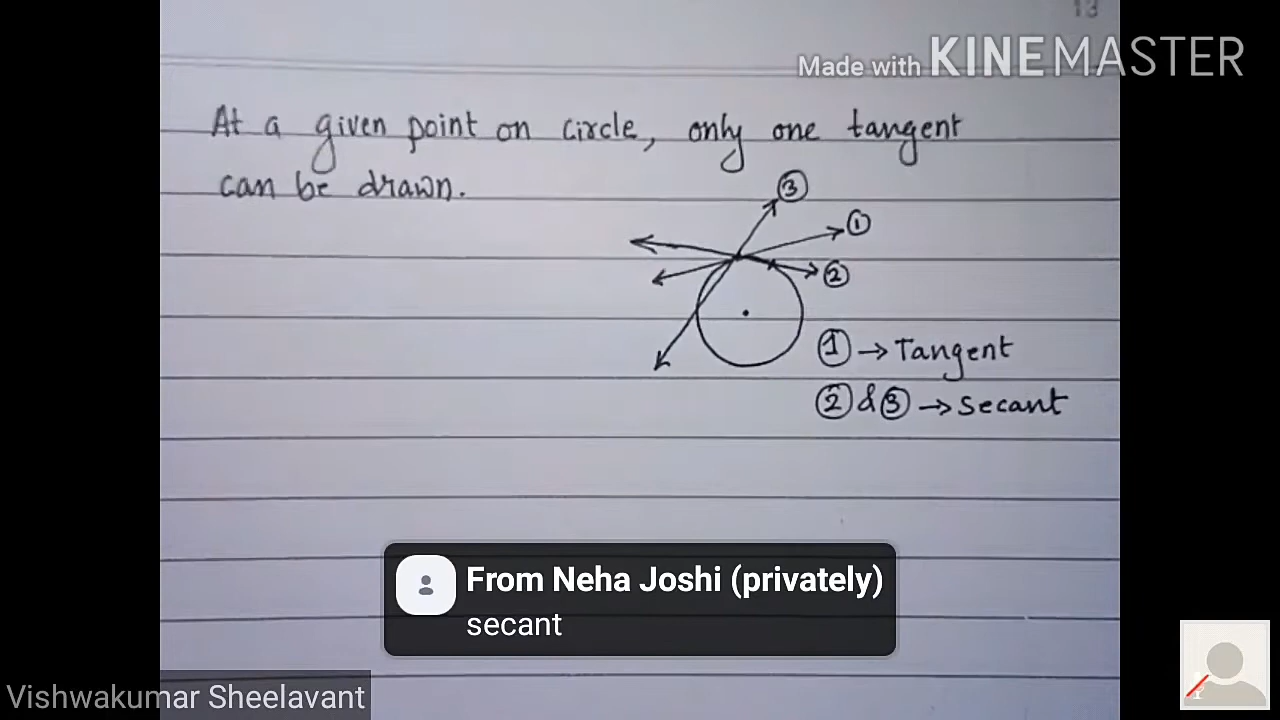 13
Made with KINEMASTER
At a given point on circle, only one tangent
can be drawn.
③
①
②
① → Tangent
② & ③ → Secant
From Neha Joshi (privately)
secant
Vishwakumar Sheelavant